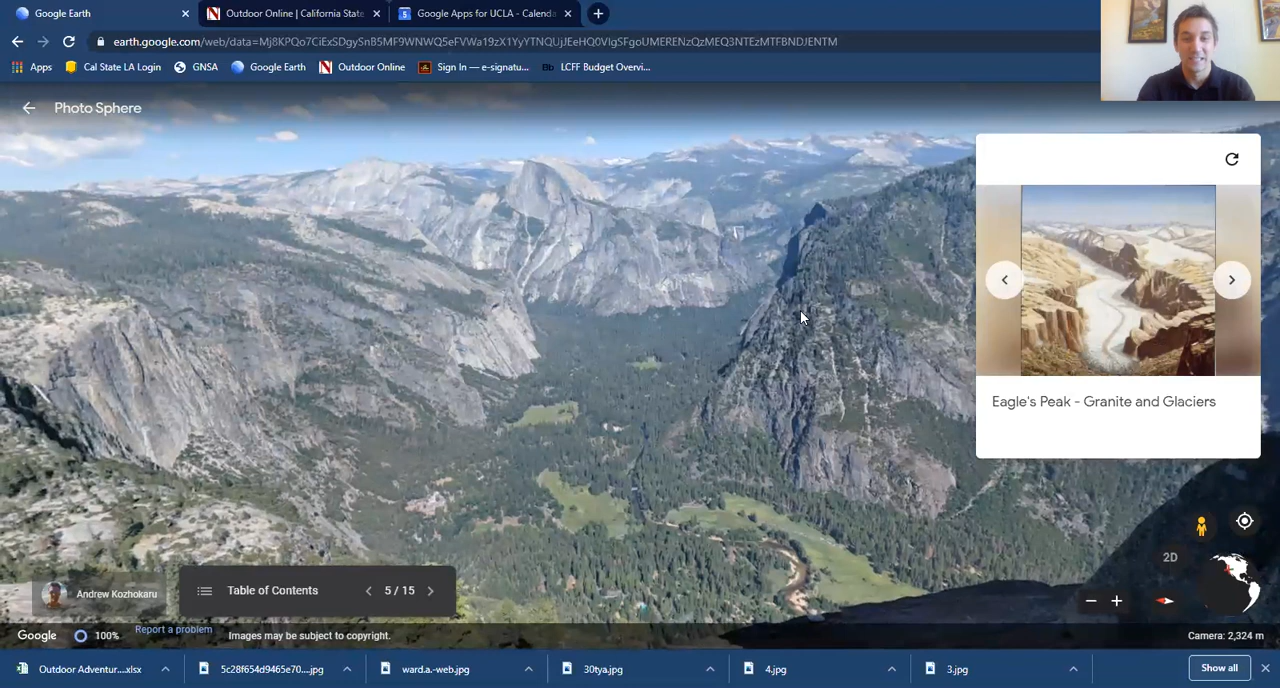 Google Earth
Outdoor Online | California State
Google Apps for UCLA - Calenda
earth.google.com/web/data=Mj8KPQo7CiExSDgySnB5MF9WNWQ5eFVWa19zX1YyYTNQUjJEeHQ0VlgSFgoUMERENzQzMEQ3NTEzMTFBNDJENTM
Apps
Cal State LA Login
GNSA
Google Earth
Outdoor Online
Sign In — e-signatu...
Bb LCFF Budget Overvi...
Photo Sphere
Eagle's Peak - Granite and Glaciers
2D
Andrew Kozhokaru
Table of Contents
5 / 15
Google
100%
Report a problem
Images may be subject to copyright.
Camera: 2,324 m
Outdoor Adventur....xlsx
5c28f654d9465e70....jpg
ward.a.-web.jpg
30tya.jpg
4.jpg
3.jpg
Show all